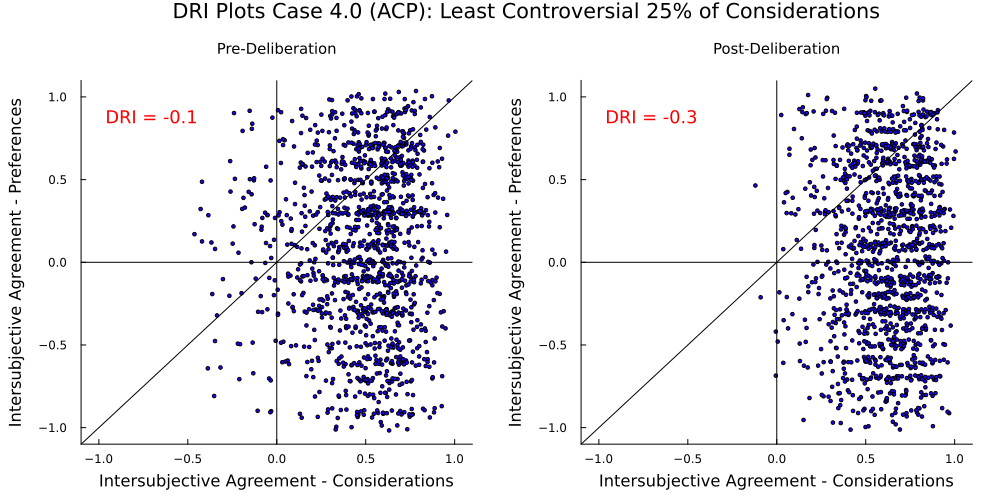 DRI Plots Case 4.0 (ACP): Least Controversial 25% of Considerations
Pre-Deliberation
Intersubjective Agreement - Preferences
1.0
0.5
0.0
−0.5
−1.0
DRI = -0.1
−1.0 −0.5 0.0 0.5 1.0
Intersubjective Agreement - Considerations
Post-Deliberation
Intersubjective Agreement - Preferences
1.0
0.5
0.0
−0.5
−1.0
DRI = -0.3
−1.0 −0.5 0.0 0.5 1.0
Intersubjective Agreement - Considerations